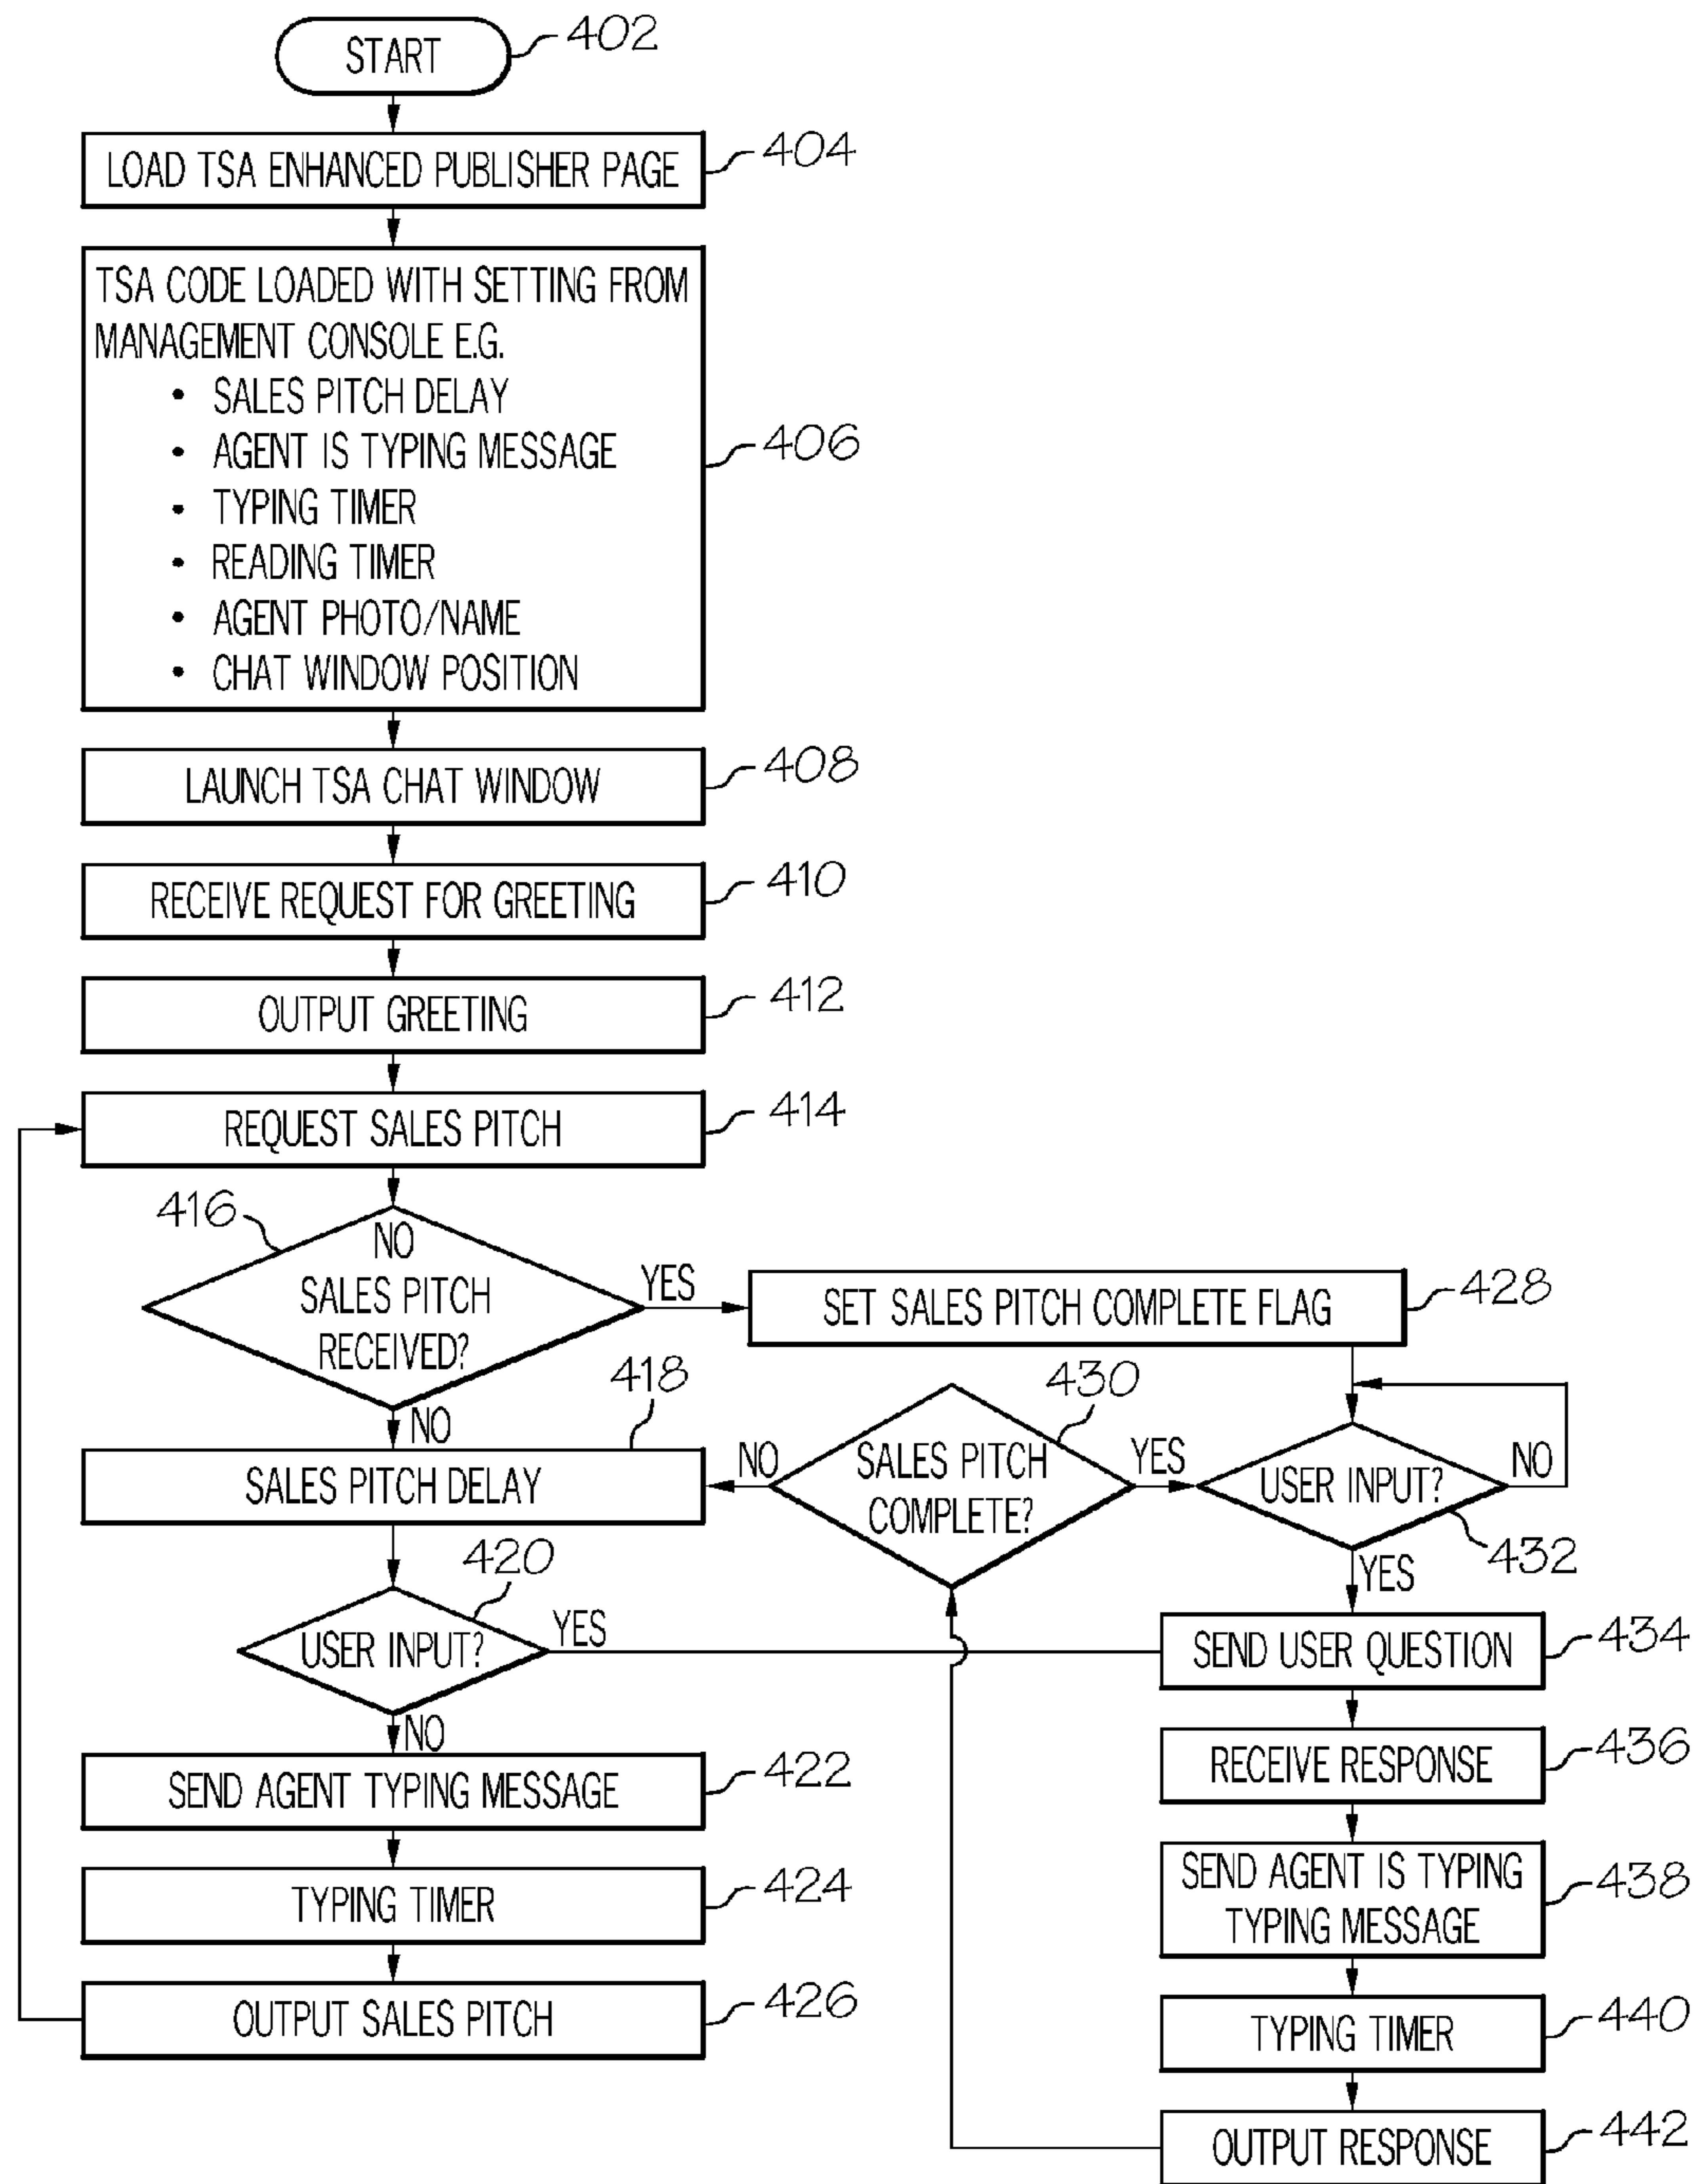 START
402
LOAD TSA ENHANCED PUBLISHER PAGE
404
TSA CODE LOADED WITH SETTING FROM
MANAGEMENT CONSOLE E.G.
• SALES PITCH DELAY
• AGENT IS TYPING MESSAGE
• TYPING TIMER
• READING TIMER
• AGENT PHOTO/NAME
• CHAT WINDOW POSITION
406
LAUNCH TSA CHAT WINDOW
408
RECEIVE REQUEST FOR GREETING
410
OUTPUT GREETING
412
REQUEST SALES PITCH
414
416
NO
SALES PITCH
RECEIVED?
YES
NO
SET SALES PITCH COMPLETE FLAG
428
418
SALES PITCH DELAY
430
SALES PITCH
COMPLETE?
NO
YES
USER INPUT?
NO
432
YES
420
USER INPUT?
YES
NO
SEND USER QUESTION
434
SEND AGENT TYPING MESSAGE
422
RECEIVE RESPONSE
436
TYPING TIMER
424
SEND AGENT IS TYPING
TYPING MESSAGE
438
OUTPUT SALES PITCH
426
TYPING TIMER
440
OUTPUT RESPONSE
442